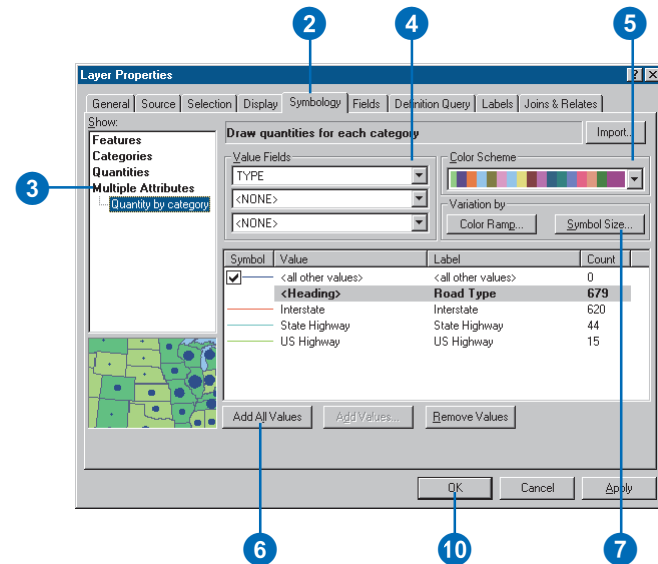 2
4
5
Layer Properties
General Source Selection Display Symbology Fields Definition Query Labels Joins & Relates
Show:
Features
Categories
Quantities
3
Multiple Attributes
Quantity by category
Draw quantities for each category
Import...
Value Fields
TYPE
<NONE>
<NONE>
Color Scheme
Variation by
Color Ramp...
Symbol Size...
Symbol Value Label Count
<all other values> <all other values> 0
<Heading> Road Type 679
Interstate Interstate 620
State Highway State Highway 44
US Highway US Highway 15
Add All Values Add Values... Remove Values
OK Cancel Apply
6
10
7